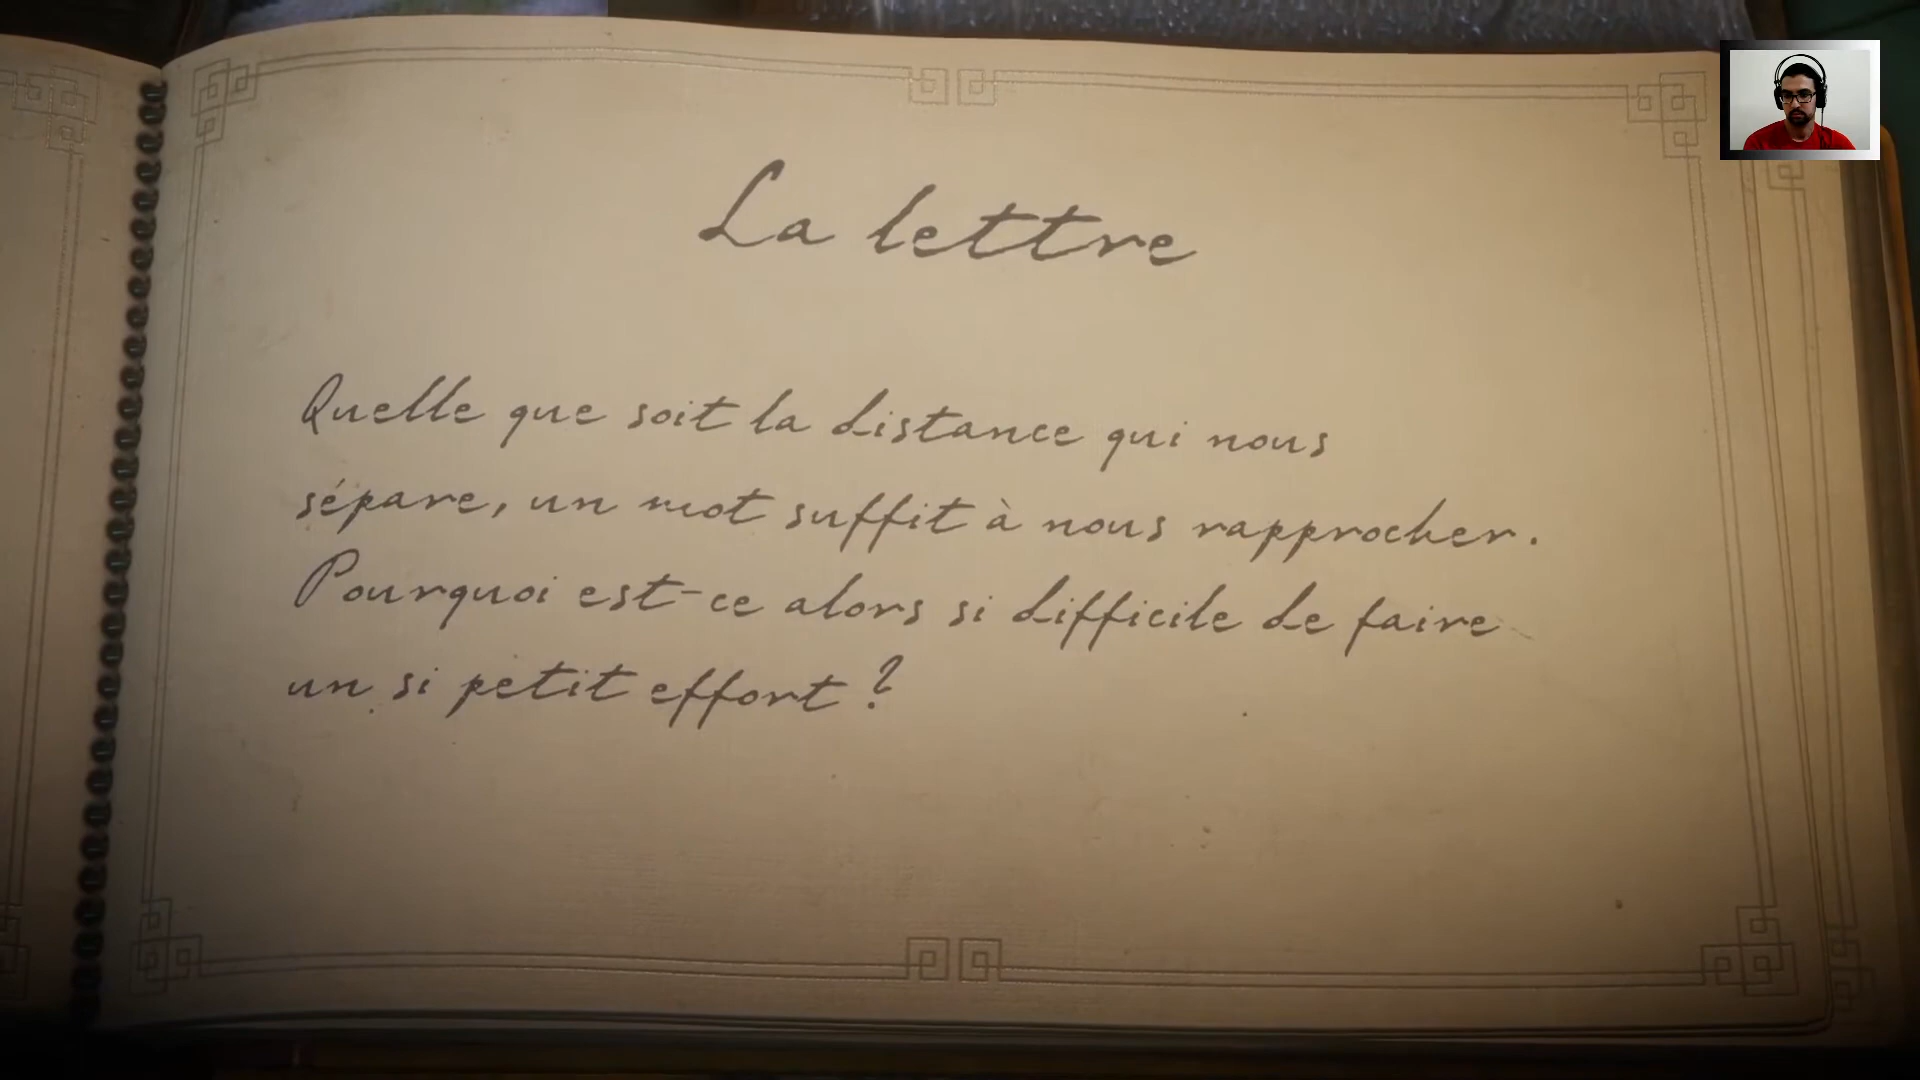 La lettre
Quelle que soit la distance qui nous
sépare, un mot suffit à nous rapprocher.
Pourquoi est-ce alors si difficile de faire
un si petit effort ?